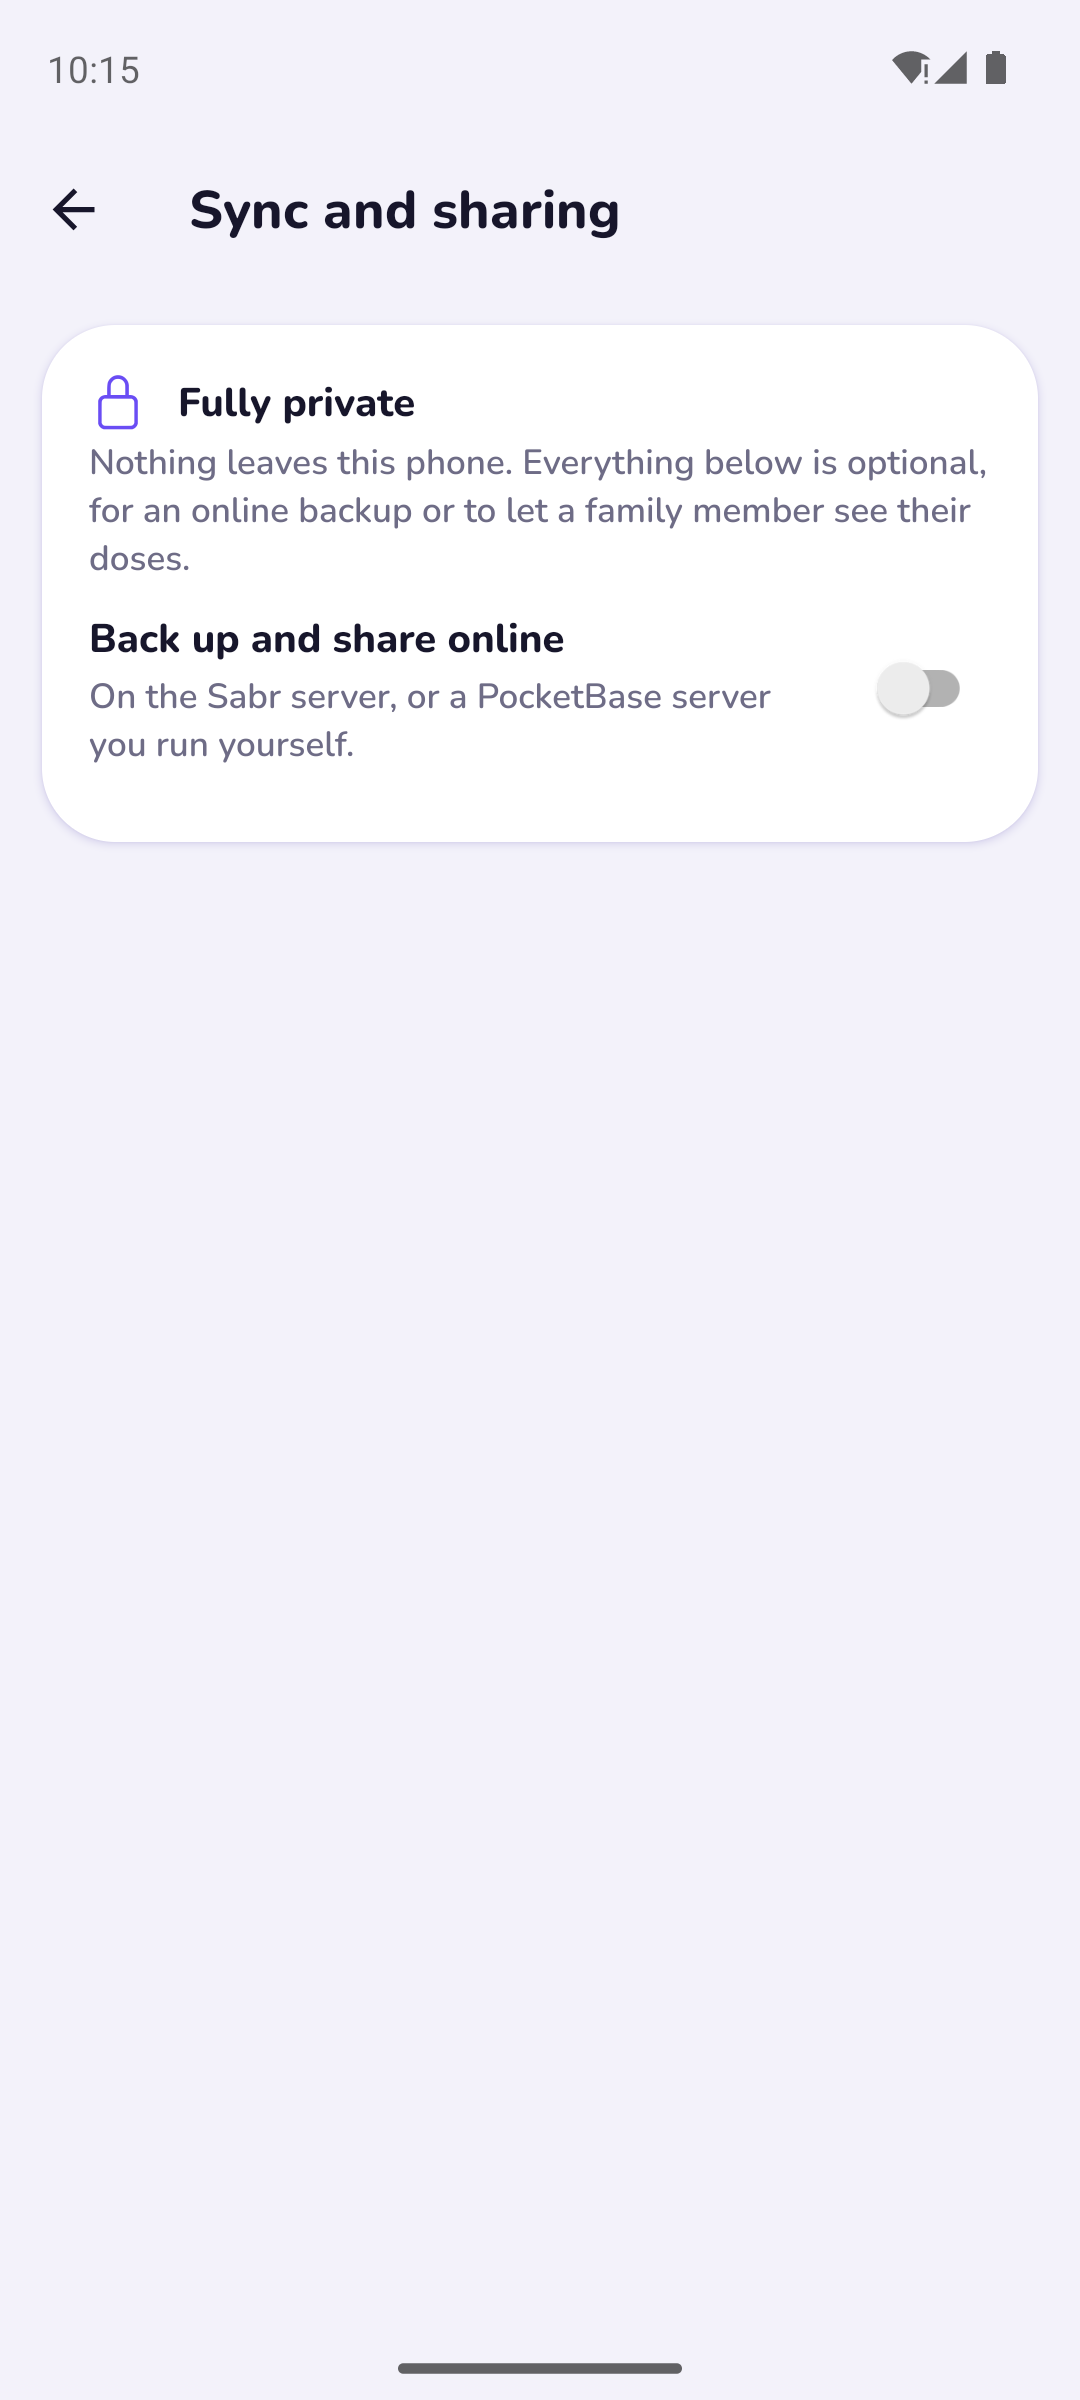 10:15
Sync and sharing
Fully private
Nothing leaves this phone. Everything below is optional,
for an online backup or to let a family member see their
doses.
Back up and share online
On the Sabr server, or a PocketBase server
you run yourself.